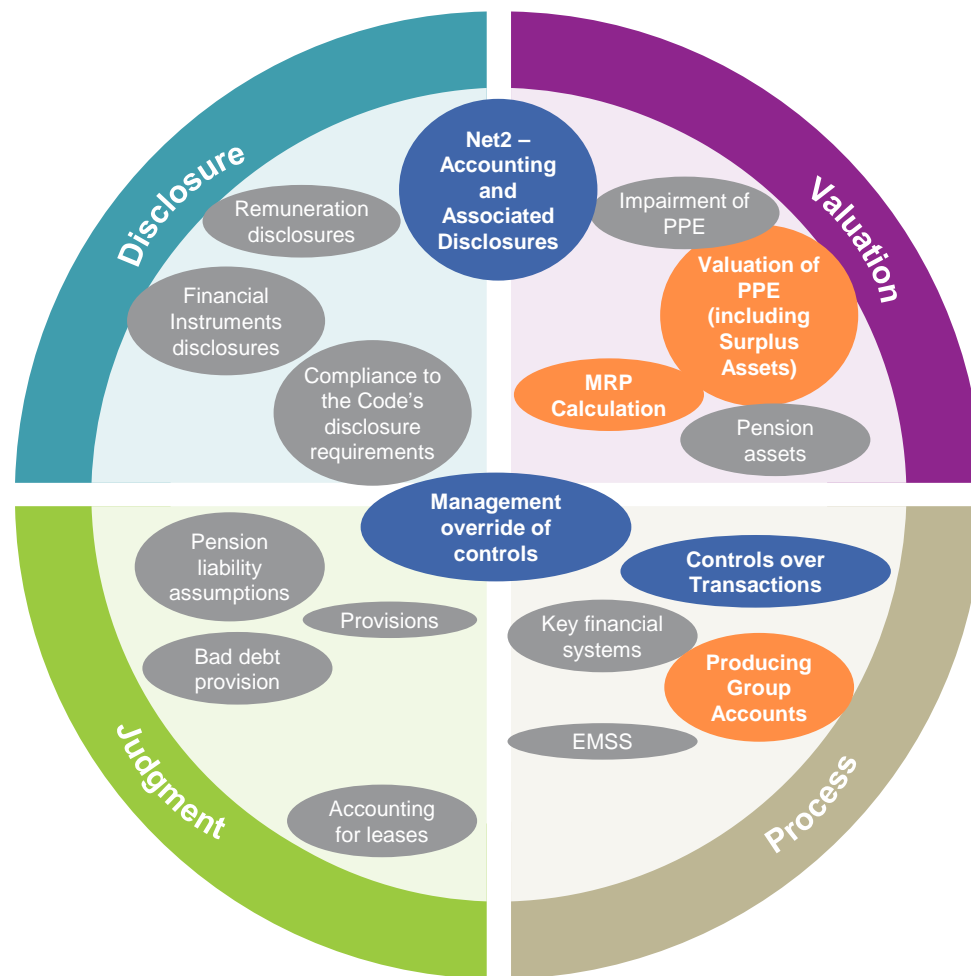 Disclosure
Valuation
Net2 –
Accounting
and
Associated
Disclosures
Remuneration
disclosures
Impairment of
PPE
Financial
Instruments
disclosures
Valuation of
PPE
(including
Surplus
Assets)
Compliance to
the Code's
disclosure
requirements
MRP
Calculation
Pension
assets
Management
override of
controls
Pension
liability
assumptions
Controls over
Transactions
Provisions
Key financial
systems
Bad debt
provision
Producing
Group
Accounts
EMSS
Accounting
for leases
Judgment
Process